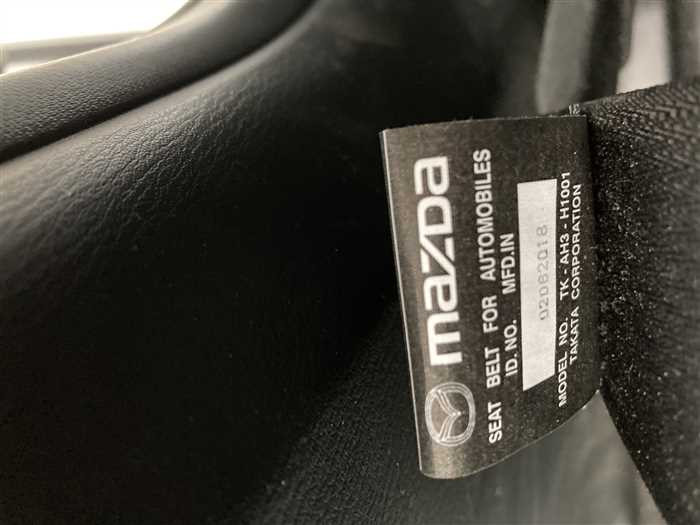 mazda
SEAT BELT FOR AUTOMOBILES
ID. NO. MFD.IN
02062018
MODEL NO. TK - AH3 - H1001
TAKATA CORPORATION